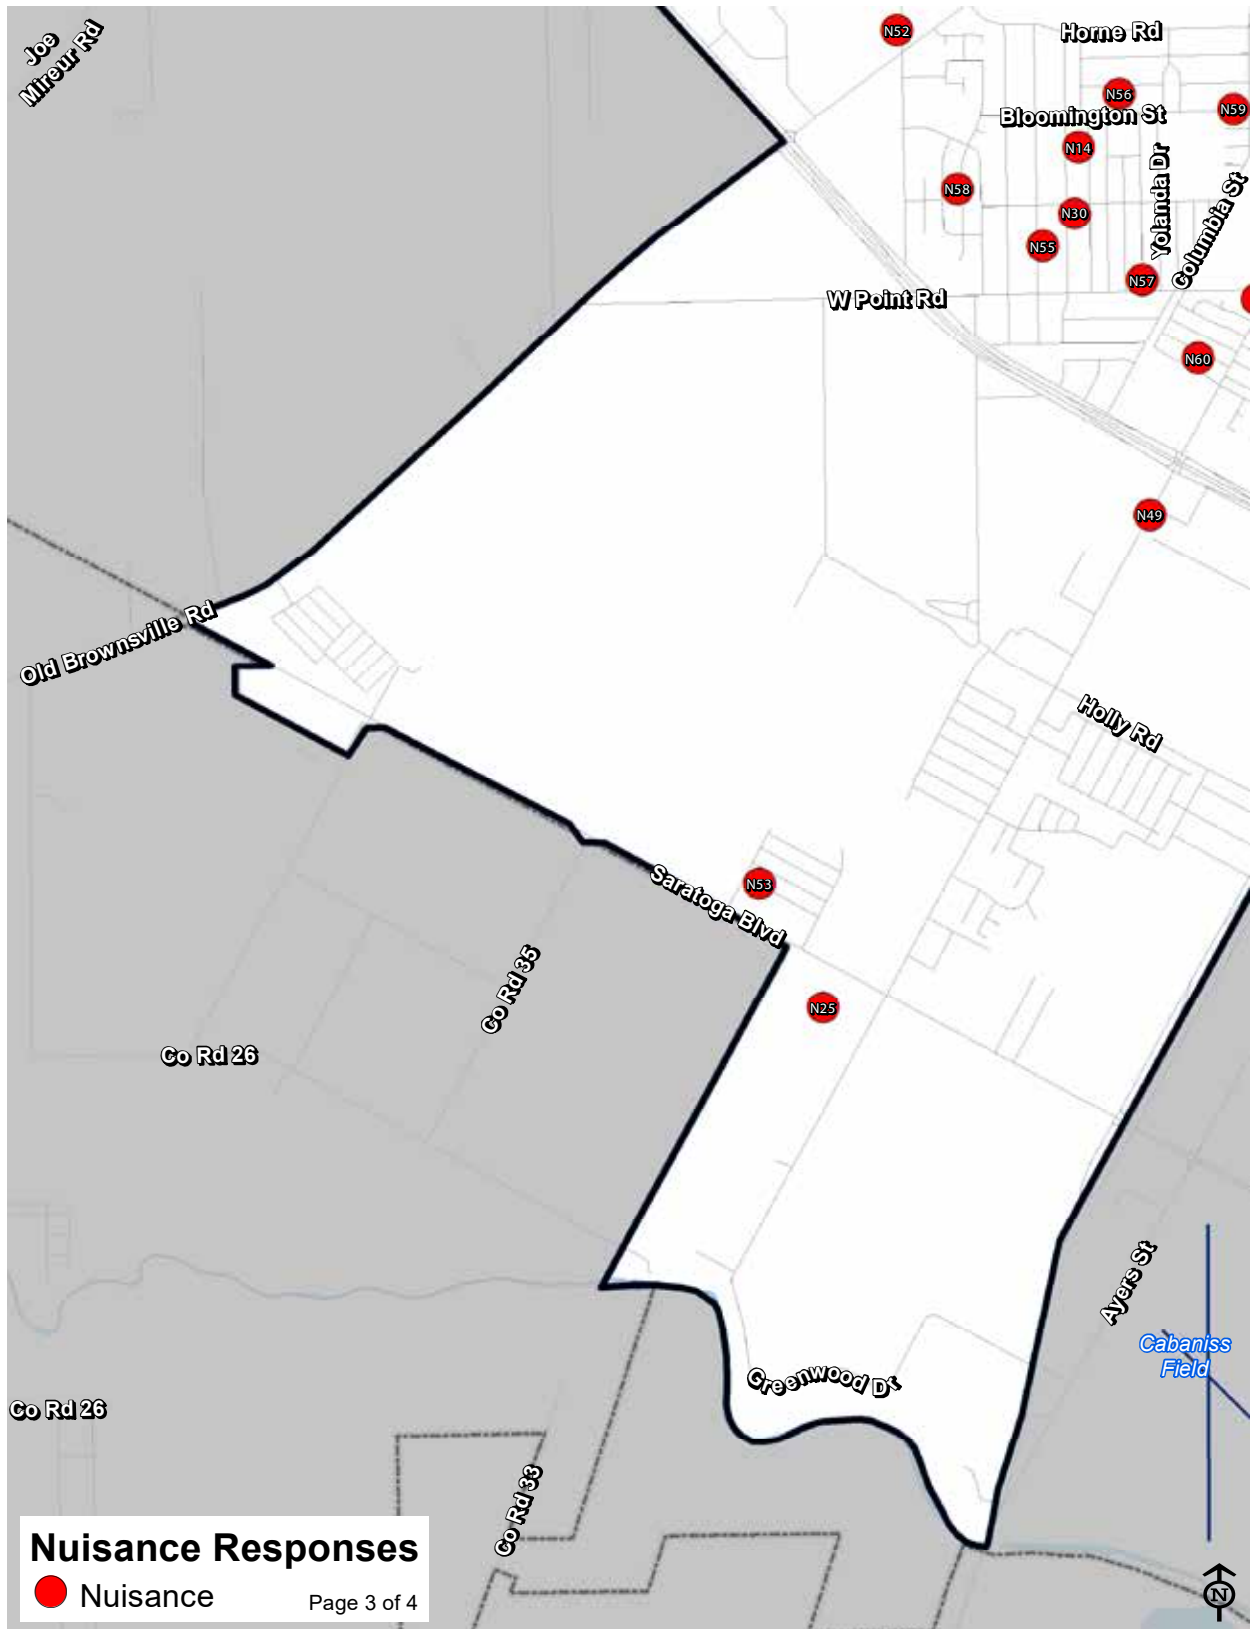 Joe
Mireur Rd
N52
Horne Rd
N56
N59
Bloomington St
N14
Yolanda Dr
N58
Columbia St
N30
N55
N57
W Point Rd
N60
N49
Old Brownsville Rd
Holly Rd
N53
Saratoga Blvd
Co Rd 35
N25
Co Rd 26
Ayers St
Cabaniss
Field
Greenwood Dr
Co Rd 26
Co Rd 33
Nuisance Responses
Nuisance
Page 3 of 4
N